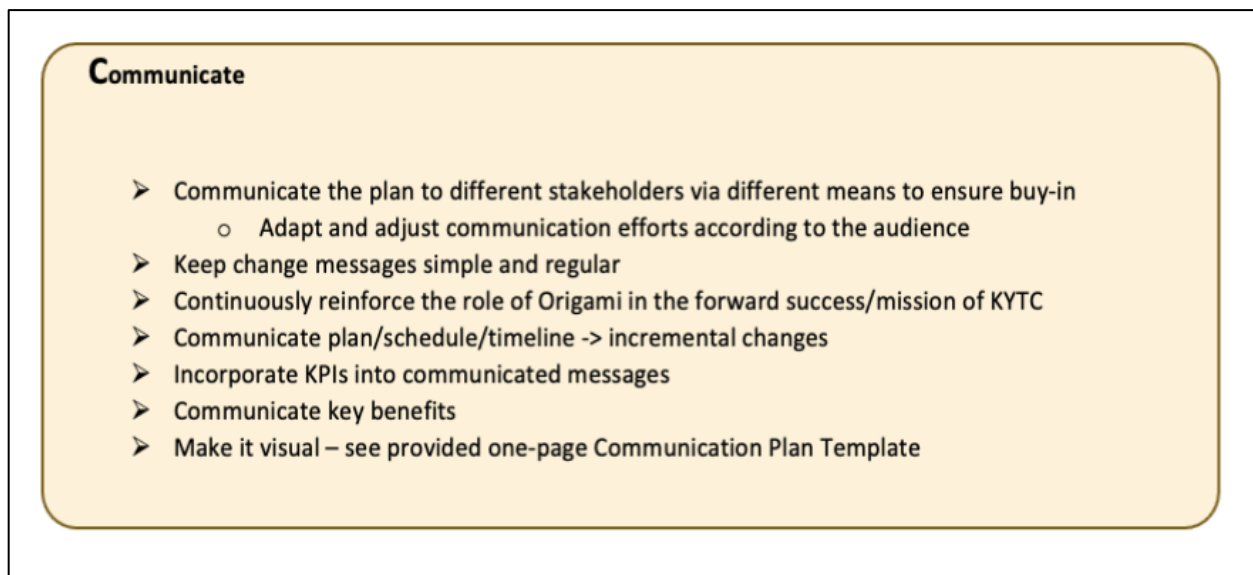 Communicate
➤ Communicate the plan to different stakeholders via different means to ensure buy-in
o Adapt and adjust communication efforts according to the audience
➤ Keep change messages simple and regular
➤ Continuously reinforce the role of Origami in the forward success/mission of KYTC
➤ Communicate plan/schedule/timeline -> incremental changes
➤ Incorporate KPIs into communicated messages
➤ Communicate key benefits
➤ Make it visual – see provided one-page Communication Plan Template